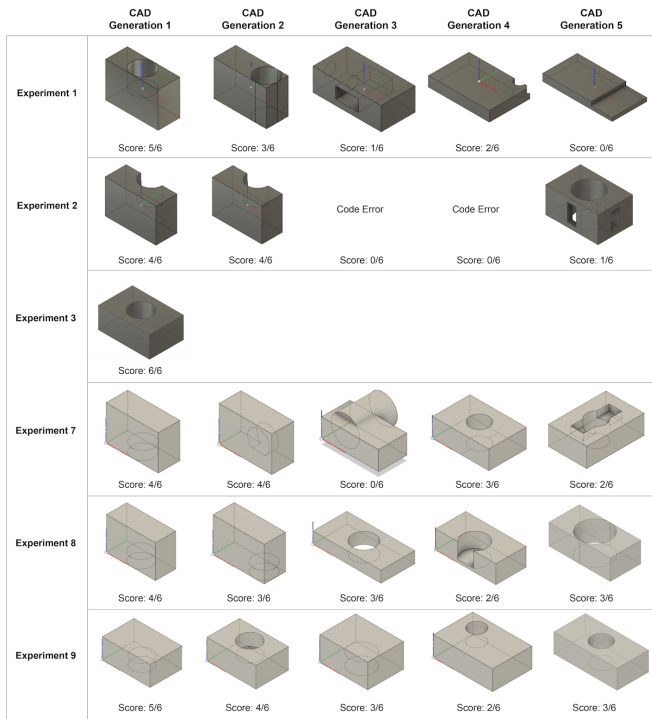 CAD Generation 1
CAD Generation 2
CAD Generation 3
CAD Generation 4
CAD Generation 5
Experiment 1
Score: 5/6
Score: 3/6
Score: 1/6
Score: 2/6
Score: 0/6
Experiment 2
Code Error
Code Error
Score: 4/6
Score: 4/6
Score: 0/6
Score: 0/6
Score: 1/6
Experiment 3
Score: 6/6
Experiment 7
Score: 4/6
Score: 4/6
Score: 0/6
Score: 3/6
Score: 2/6
Experiment 8
Score: 4/6
Score: 3/6
Score: 3/6
Score: 2/6
Score: 3/6
Experiment 9
Score: 5/6
Score: 4/6
Score: 3/6
Score: 2/6
Score: 3/6